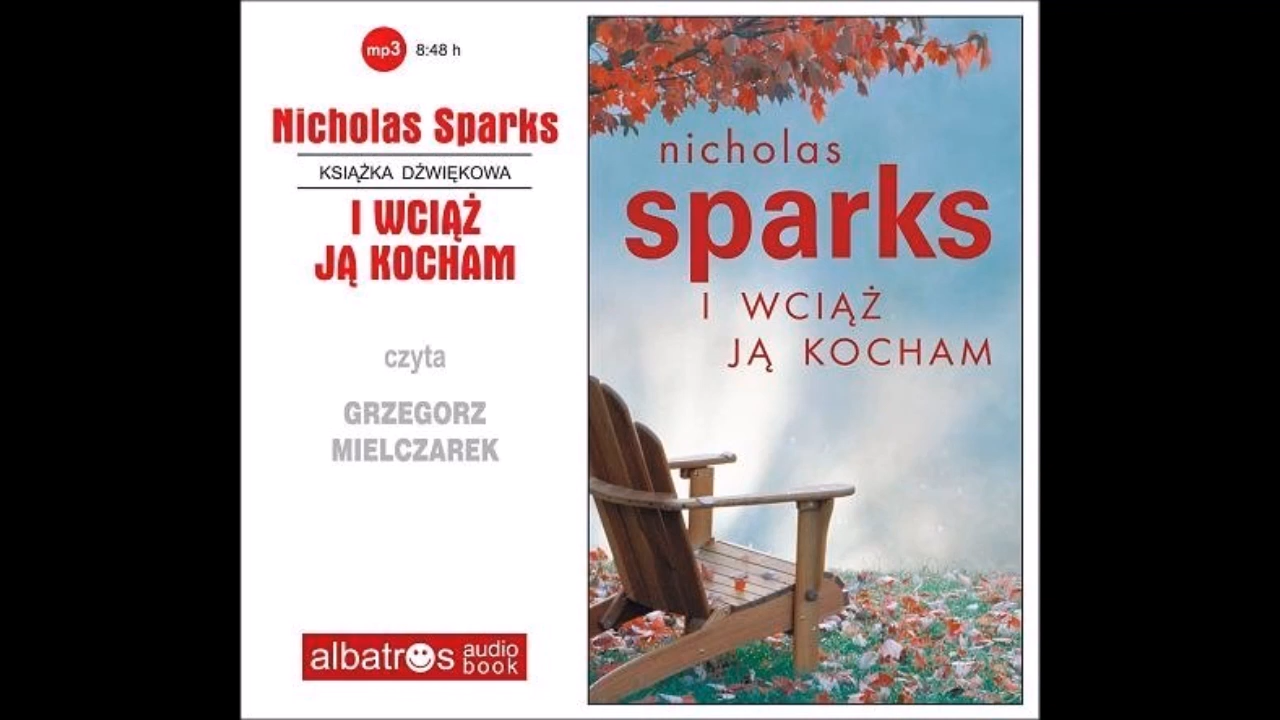 mp3 8:48 h
Nicholas Sparks
KSIĄŻKA DŹWIĘKOWA
I WCIĄŻ
JĄ KOCHAM
czyta
GRZEGORZ
MIELCZAREK
albatros audio
book
nicholas
sparks
I WCIĄŻ
JĄ KOCHAM